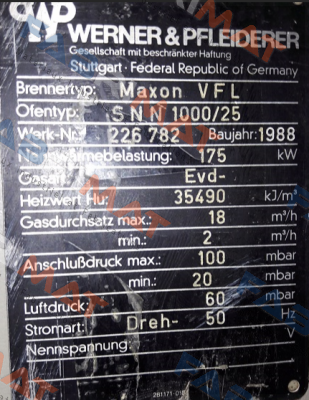 WP WERNER & PFLEIDERER
Gesellschaft mit beschränkter Haftung
Stuttgart · Federal Republic of Germany
Brennertyp: Maxon VFL
Ofentyp: SNN 1000/25
Werk-Nr.: 226 782 Baujahr: 1988
Nennwärmebelastung: 175 kW
Gasart: Evd-
Heizwert Hu: 35490 kJ/m³
Gasdurchsatz max.: 18 m³/h
min.: 2 m³/h
Anschlußdruck max.: 100 mbar
min.: 20 mbar
Luftdruck: 60 mbar
Stromart: Dreh- 50 Hz
Nennspannung: V